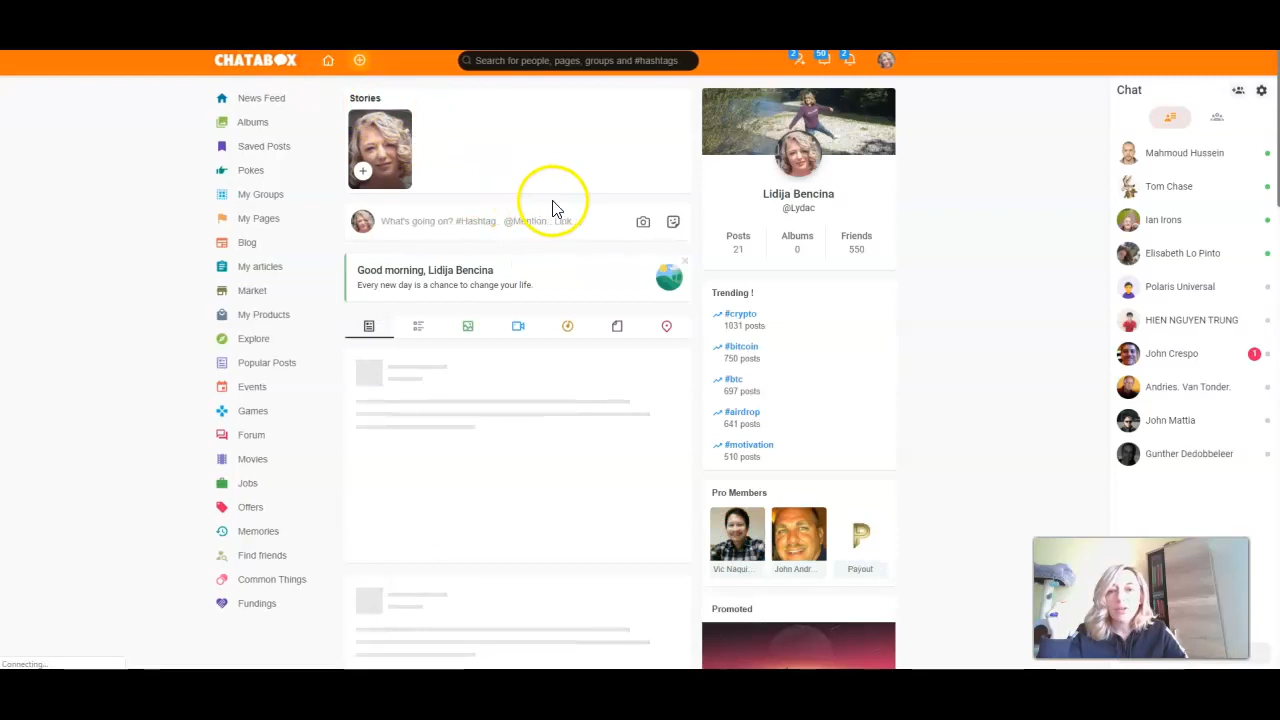 CHATABOX
Search for people, pages, groups and #hashtags
2
50
2
News Feed
Albums
Saved Posts
Pokes
My Groups
My Pages
Blog
My articles
Market
My Products
Explore
Popular Posts
Events
Games
Forum
Movies
Jobs
Offers
Memories
Find friends
Common Things
Fundings
Connecting...
Stories
What's going on? #Hashtag.. @Mention.. Link..
Good morning, Lidija Bencina
Every new day is a chance to change your life.
Lidija Bencina
@Lydac
Posts Albums Friends
21 0 550
Trending !
#crypto
1031 posts
#bitcoin
750 posts
#btc
697 posts
#airdrop
641 posts
#motivation
510 posts
Pro Members
P
Vic Naqui... John Andr... Payout
Promoted
Chat
Mahmoud Hussein
Tom Chase
Ian Irons
Elisabeth Lo Pinto
Polaris Universal
HIEN NGUYEN TRUNG
John Crespo 1
Andries. Van Tonder.
John Mattia
Gunther Dedobbeleer